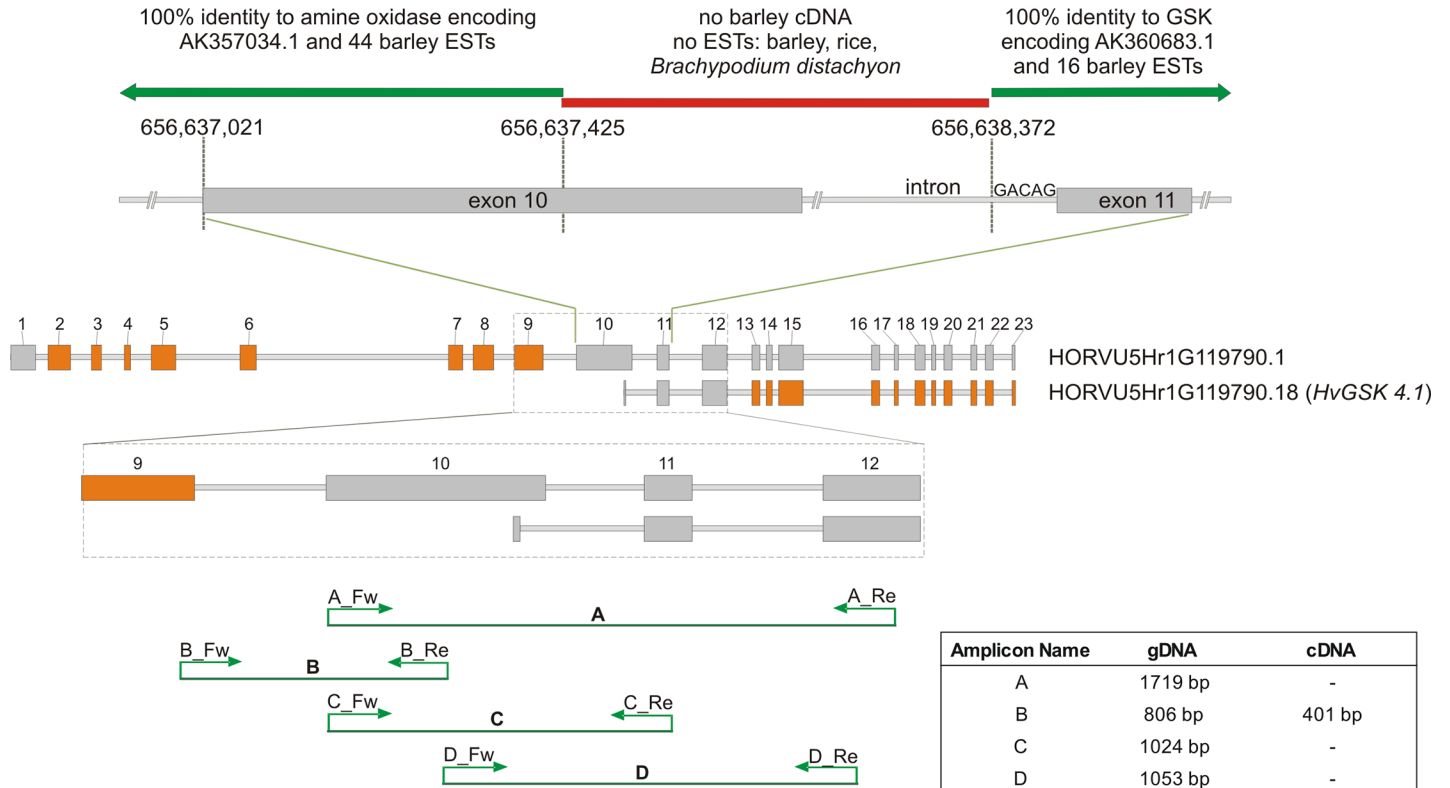 100% identity to amine oxidase encoding
AK357034.1 and 44 barley ESTs
no barley cDNA
no ESTs: barley, rice,
Brachypodium distachyon
100% identity to GSK
encoding AK360683.1
and 16 barley ESTs
656,637,021
656,637,425
656,638,372
exon 10
intron
GACAG
exon 11
1 2 3 4 5 6 7 8 9 10 11 12 13 14 15 16 17 18 19 20 21 22 23
HORVU5Hr1G119790.1
HORVU5Hr1G119790.18 (HvGSK 4.1)
9 10 11 12
A_Fw A A_Re
B_Fw B B_Re
C_Fw C C_Re
D_Fw D D_Re
Amplicon Name gDNA cDNA
A 1719 bp -
B 806 bp 401 bp
C 1024 bp -
D 1053 bp -